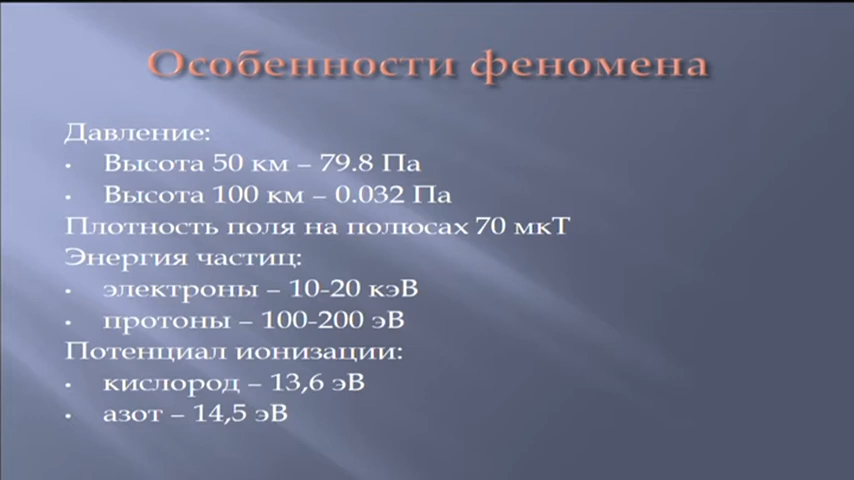 Особенности феномена
Давление:
• Высота 50 км – 79.8 Па
• Высота 100 км – 0.032 Па
Плотность поля на полюсах 70 мкТ
Энергия частиц:
• электроны – 10-20 кэВ
• протоны – 100-200 эВ
Потенциал ионизации:
• кислород – 13,6 эВ
• азот – 14,5 эВ